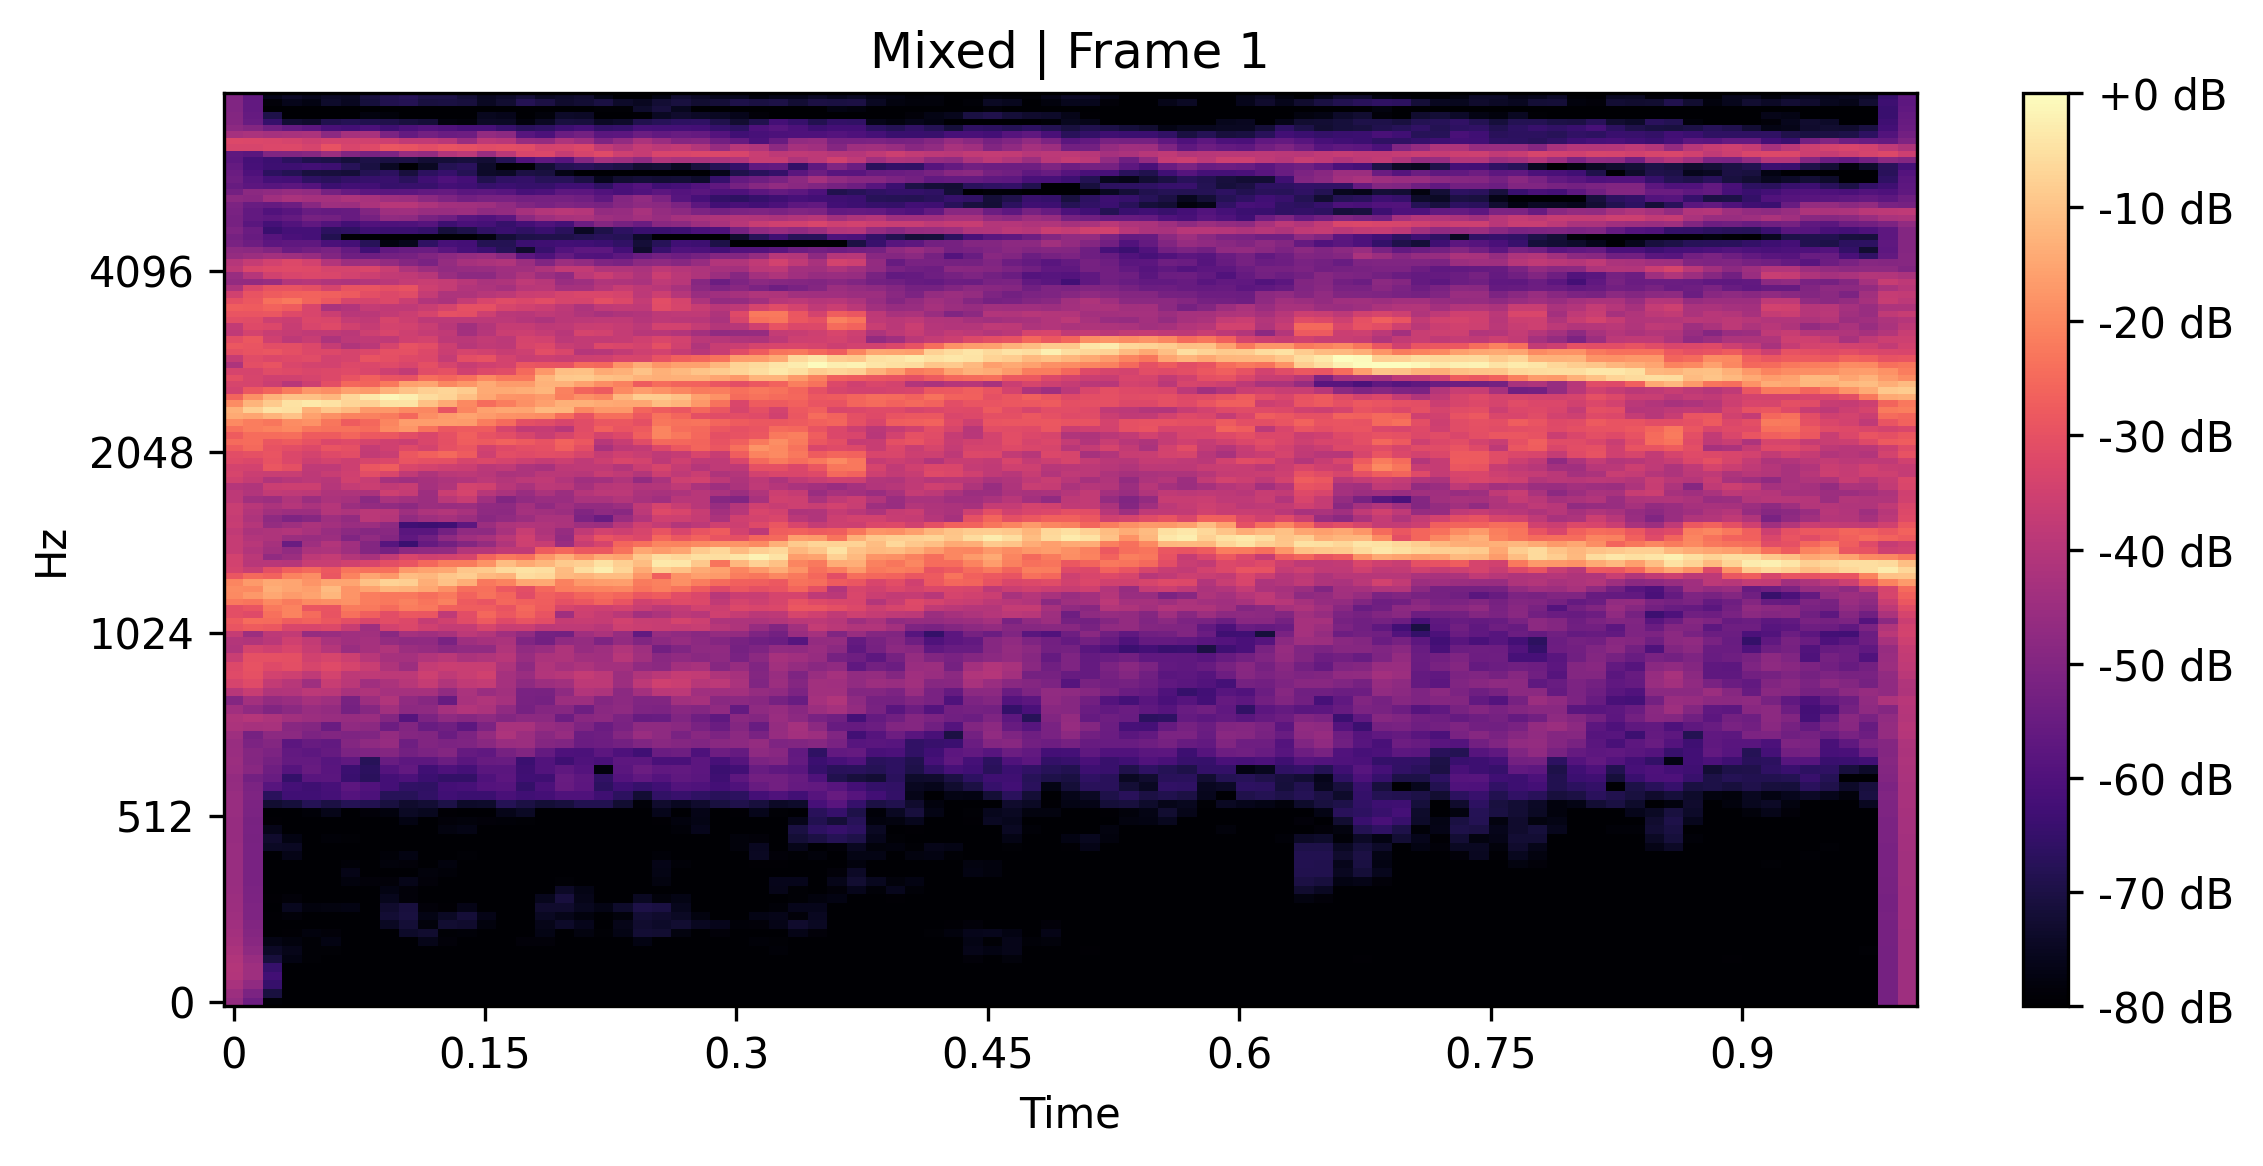 Mixed | Frame 1
Hz
4096
2048
1024
512
0
0 0.15 0.3 0.45 0.6 0.75 0.9
Time
+0 dB
-10 dB
-20 dB
-30 dB
-40 dB
-50 dB
-60 dB
-70 dB
-80 dB